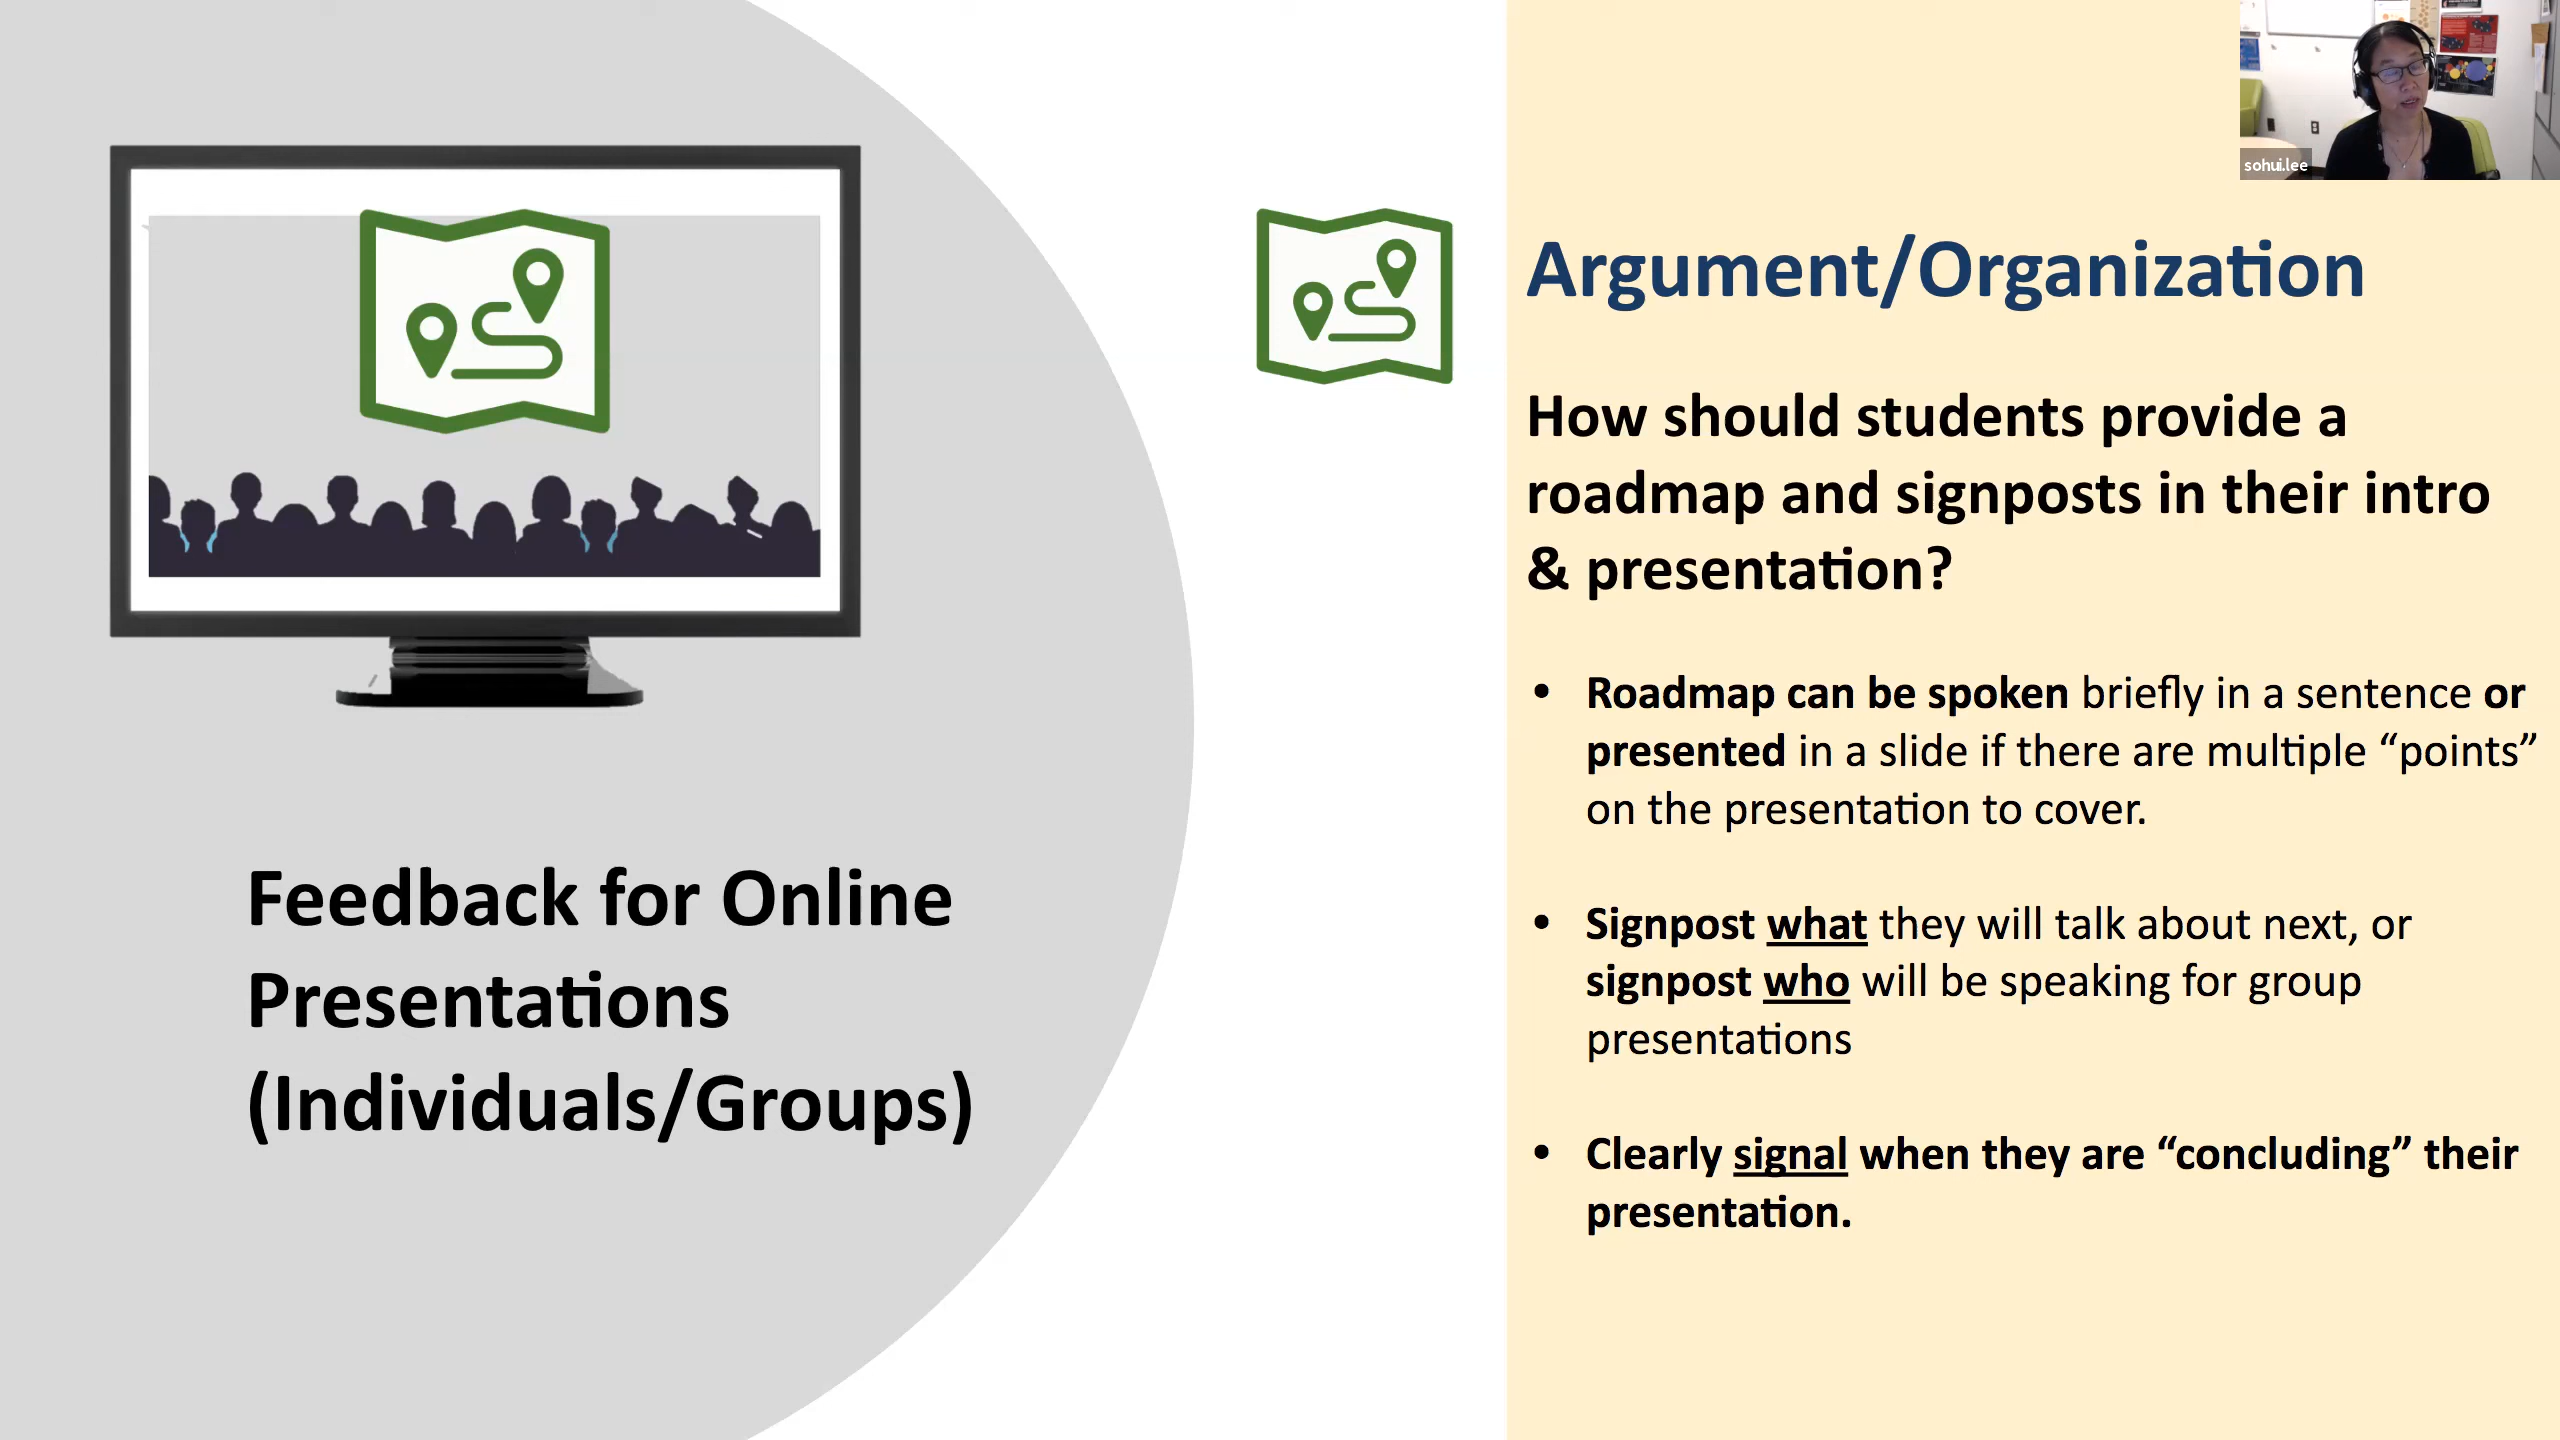 sohui.lee
Feedback for Online
Presentations
(Individuals/Groups)
Argument/Organization
How should students provide a
roadmap and signposts in their intro
& presentation?
• Roadmap can be spoken briefly in a sentence or
presented in a slide if there are multiple “points”
on the presentation to cover.
• Signpost what they will talk about next, or
signpost who will be speaking for group
presentations
• Clearly signal when they are “concluding” their
presentation.